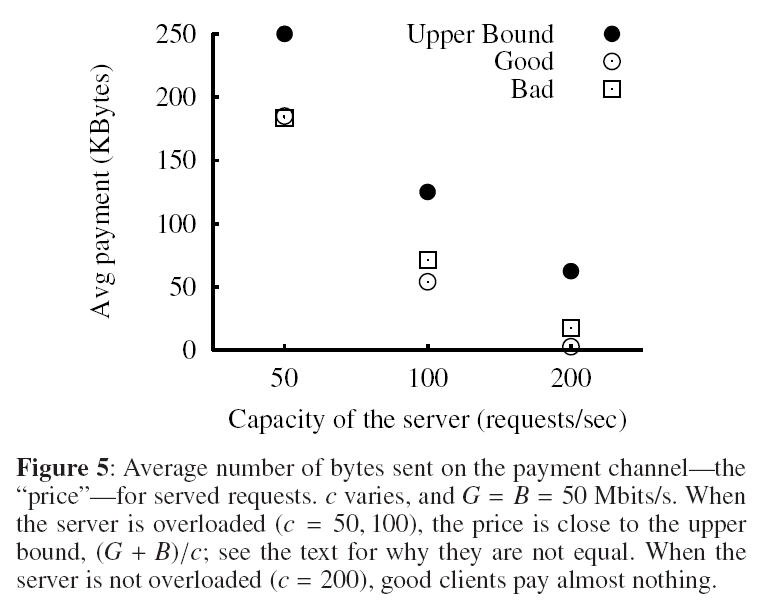 250
200
150
100
50
0
Avg payment (KBytes)
Upper Bound
Good
Bad
50 100 200
Capacity of the server (requests/sec)
Figure 5: Average number of bytes sent on the payment channel—the
“price”—for served requests. c varies, and G = B = 50 Mbits/s. When
the server is overloaded (c = 50, 100), the price is close to the upper
bound, (G + B)/c; see the text for why they are not equal. When the
server is not overloaded (c = 200), good clients pay almost nothing.